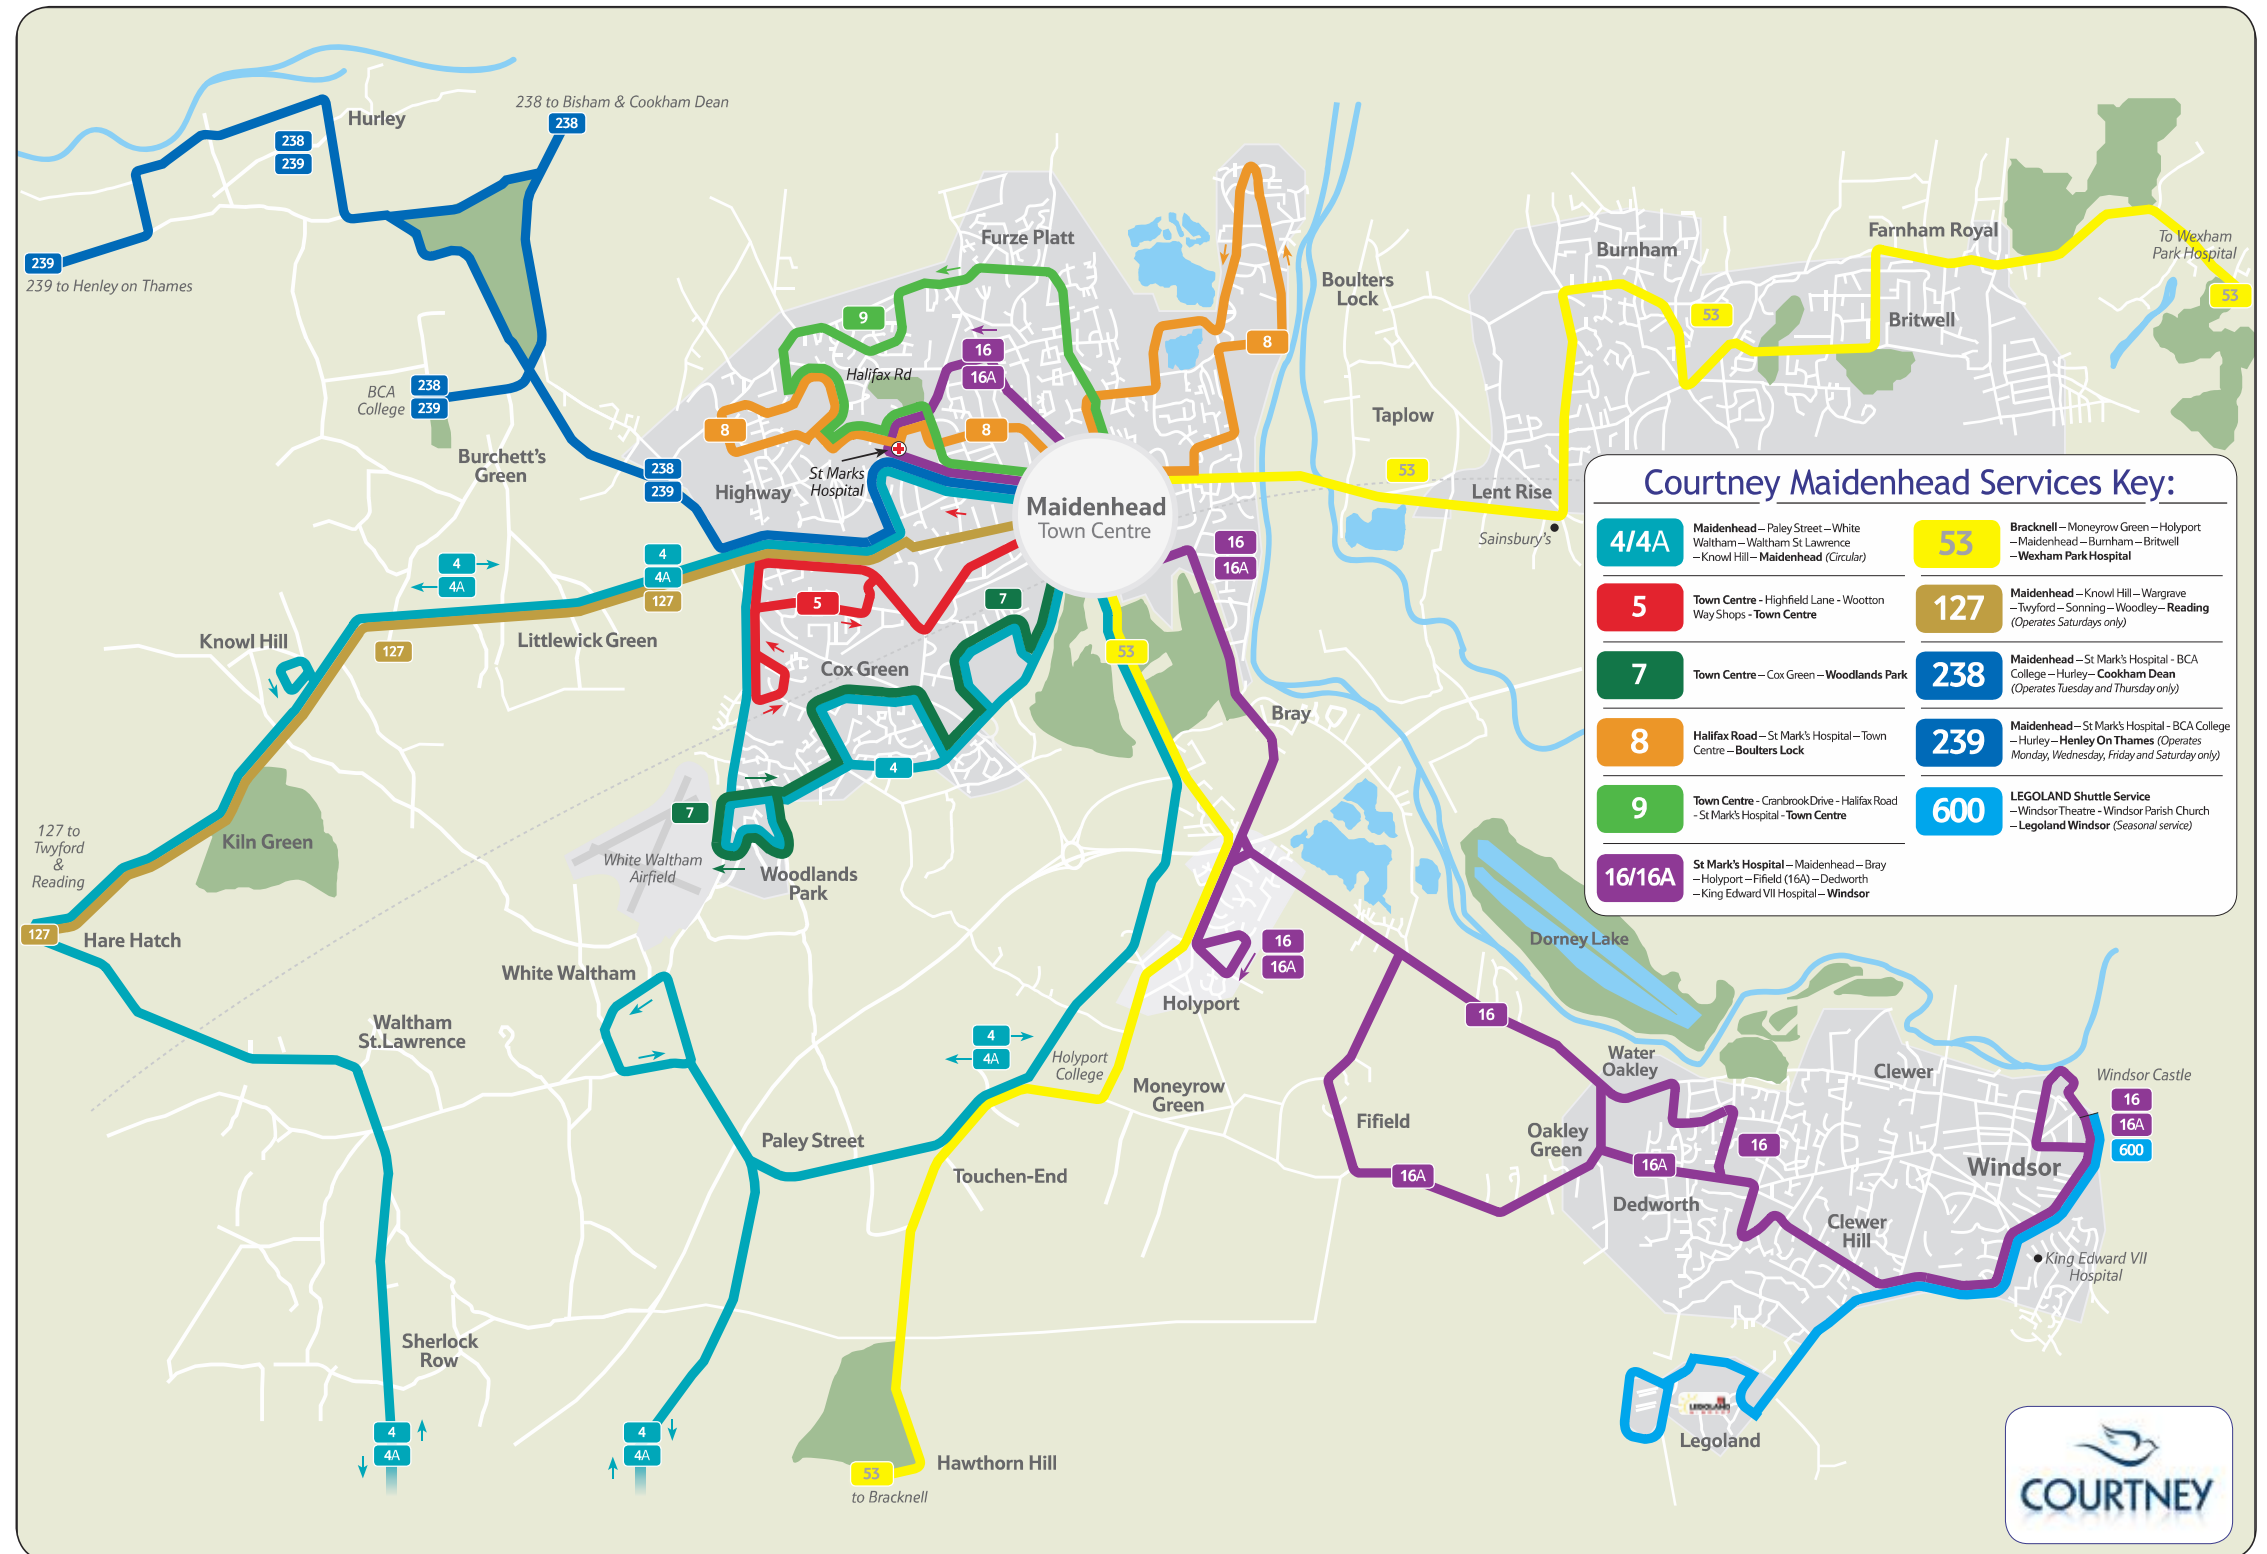 238 to Bisham & Cookham Dean
238
Hurley
238
239
239
239 to Henley on Thames
Furze Platt
Boulters
Lock
Burnham
Farnham Royal
To Wexham
Park Hospital
53
53
Britwell
9
Halifax Rd
16
16A
8
BCA
College
238
239
8
8
Taplow
53
Burchett's
Green
238
239
Highway
St Marks
Hospital
Lent Rise
Sainsbury's
Maidenhead
Town Centre
16
16A
4
4A
4
4A
127
5
7
Knowl Hill
127
Littlewick Green
Cox Green
53
Bray
4
7
127 to
Twyford
&
Reading
Kiln Green
White Waltham
Airfield
Woodlands
Park
127
Hare Hatch
White Waltham
16
16A
Holyport
Dorney Lake
Waltham
St.Lawrence
4
4A
Holyport
College
16
Moneyrow
Green
Water
Oakley
Clewer
Windsor Castle
16
16A
600
Paley Street
Touchen-End
Fifield
16A
Oakley
Green
16A
16
Windsor
Dedworth
Clewer
Hill
King Edward VII
Hospital
Sherlock
Row
4
4A
4
4A
53
to Bracknell
Hawthorn Hill
LEGOLAND
Legoland
COURTNEY
Courtney Maidenhead Services Key:
4/4A
Maidenhead – Paley Street – White
Waltham – Waltham St Lawrence
– Knowl Hill – Maidenhead (Circular)
5
Town Centre - Highfield Lane - Wootton
Way Shops - Town Centre
7
Town Centre – Cox Green – Woodlands Park
8
Halifax Road – St Mark's Hospital – Town
Centre – Boulters Lock
9
Town Centre - Cranbrook Drive - Halifax Road
- St Mark's Hospital - Town Centre
16/16A
St Mark's Hospital – Maidenhead – Bray
– Holyport – Fifield (16A) – Dedworth
– King Edward VII Hospital – Windsor
53
Bracknell – Moneyrow Green – Holyport
– Maidenhead – Burnham – Britwell
– Wexham Park Hospital
127
Maidenhead – Knowl Hill – Wargrave
– Twyford – Sonning – Woodley – Reading
(Operates Saturdays only)
238
Maidenhead – St Mark's Hospital - BCA
College – Hurley – Cookham Dean
(Operates Tuesday and Thursday only)
239
Maidenhead – St Mark's Hospital - BCA College
– Hurley – Henley On Thames (Operates
Monday, Wednesday, Friday and Saturday only)
600
LEGOLAND Shuttle Service
– Windsor Theatre - Windsor Parish Church
– Legoland Windsor (Seasonal service)